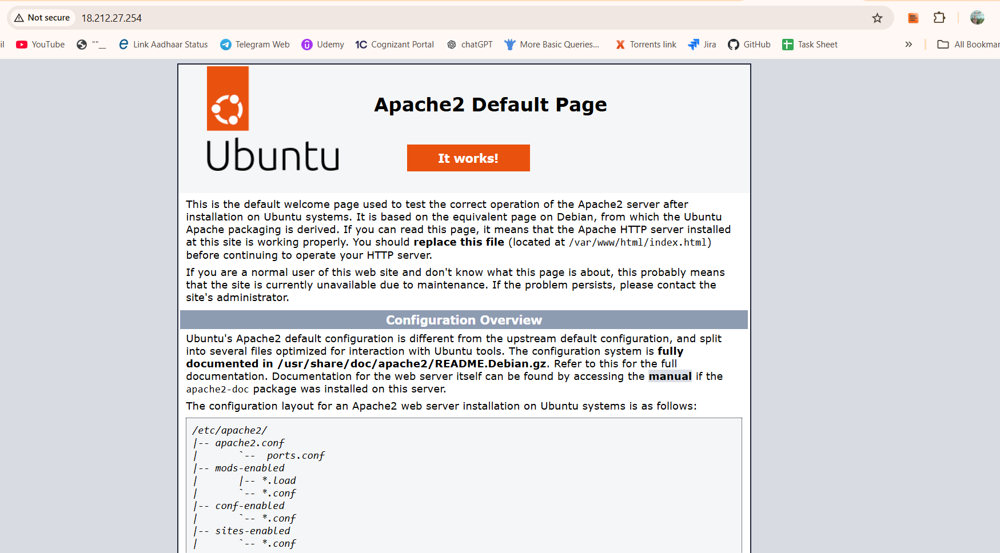 Not secure 18.212.27.254
il YouTube ""__ Link Aadhaar Status Telegram Web Udemy 1C Cognizant Portal chatGPT More Basic Queries... Torrents link Jira GitHub Task Sheet » All Bookmar
Apache2 Default Page
Ubuntu
It works!
This is the default welcome page used to test the correct operation of the Apache2 server after
installation on Ubuntu systems. It is based on the equivalent page on Debian, from which the Ubuntu
Apache packaging is derived. If you can read this page, it means that the Apache HTTP server installed
at this site is working properly. You should replace this file (located at /var/www/html/index.html)
before continuing to operate your HTTP server.
If you are a normal user of this web site and don't know what this page is about, this probably means
that the site is currently unavailable due to maintenance. If the problem persists, please contact the
site's administrator.
Configuration Overview
Ubuntu's Apache2 default configuration is different from the upstream default configuration, and split
into several files optimized for interaction with Ubuntu tools. The configuration system is fully
documented in /usr/share/doc/apache2/README.Debian.gz. Refer to this for the full
documentation. Documentation for the web server itself can be found by accessing the manual if the
apache2-doc package was installed on this server.
The configuration layout for an Apache2 web server installation on Ubuntu systems is as follows:
/etc/apache2/
|-- apache2.conf
|       `--  ports.conf
|-- mods-enabled
|       |-- *.load
|       `-- *.conf
|-- conf-enabled
|       `-- *.conf
|-- sites-enabled
|       `-- *.conf